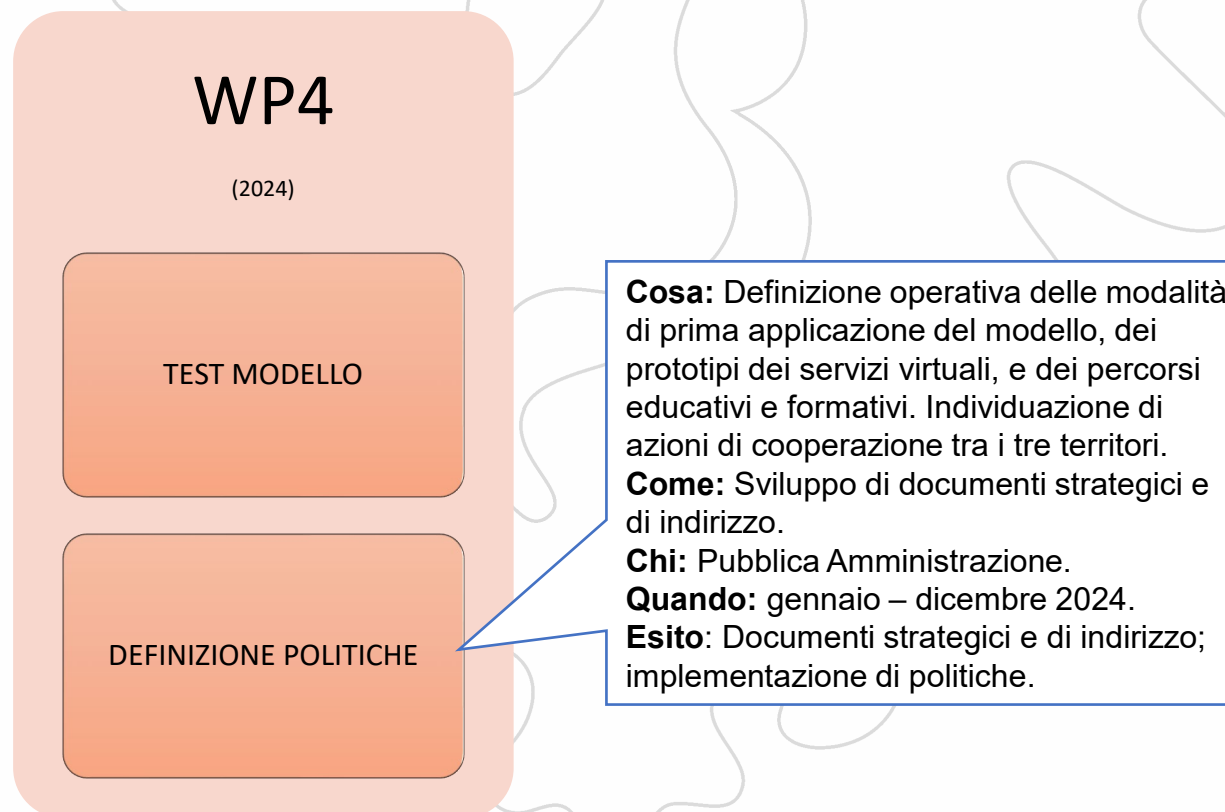 WP4
(2024)
TEST MODELLO
DEFINIZIONE POLITICHE
Cosa: Definizione operativa delle modalità
di prima applicazione del modello, dei
prototipi dei servizi virtuali, e dei percorsi
educativi e formativi. Individuazione di
azioni di cooperazione tra i tre territori.
Come: Sviluppo di documenti strategici e
di indirizzo.
Chi: Pubblica Amministrazione.
Quando: gennaio – dicembre 2024.
Esito: Documenti strategici e di indirizzo;
implementazione di politiche.